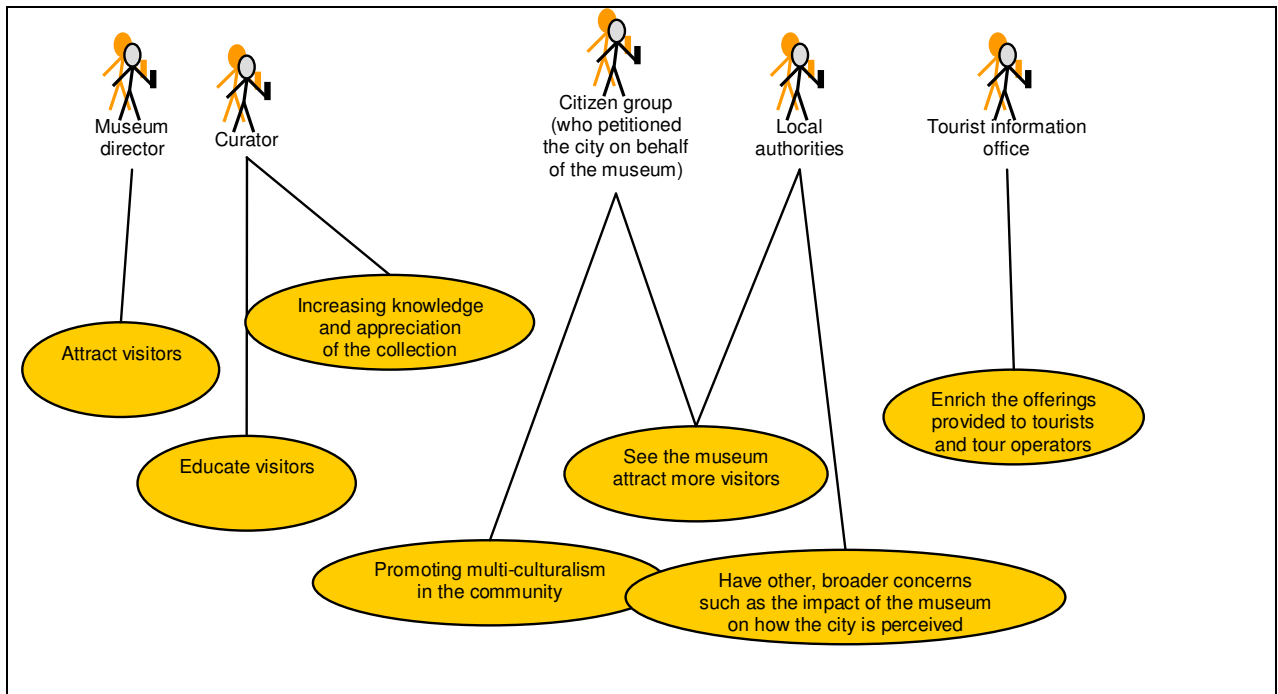 Museum
director
Curator
Citizen group
(who petitioned
the city on behalf
of the museum)
Local
authorities
Tourist information
office
Attract visitors
Increasing knowledge
and appreciation
of the collection
Educate visitors
See the museum
attract more visitors
Enrich the offerings
provided to tourists
and tour operators
Promoting multi-culturalism
in the community
Have other, broader concerns
such as the impact of the museum
on how the city is perceived